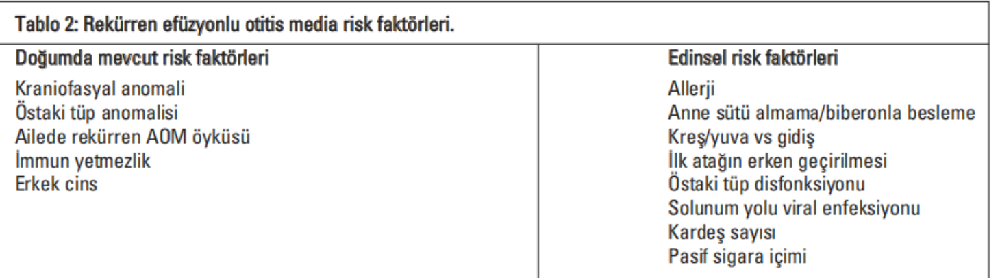 Tablo 2: Rekürren efüzyonlu otitis media risk faktörleri.
Doğumda mevcut risk faktörleri
Kraniofasyal anomali
Östaki tüp anomalisi
Ailede rekürren AOM öyküsü
İmmun yetmezlik
Erkek cins
Edinsel risk faktörleri
Allerji
Anne sütü almama/biberonla besleme
Kreş/yuva vs gidiş
İlk atağın erken geçirilmesi
Östaki tüp disfonksiyonu
Solunum yolu viral enfeksiyonu
Kardeş sayısı
Pasif sigara içimi